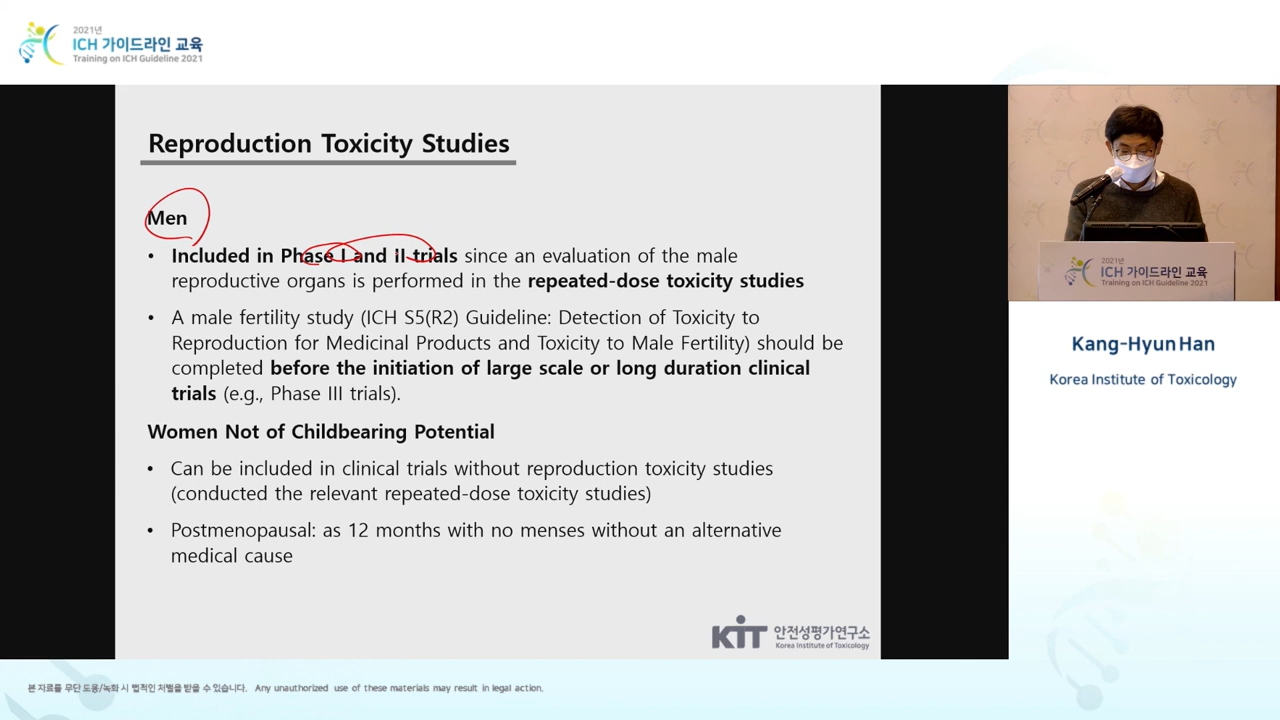 2021년
ICH 가이드라인 교육
Training on ICH Guideline 2021
Reproduction Toxicity Studies
Men
• Included in Phase I and II trials since an evaluation of the male
reproductive organs is performed in the repeated-dose toxicity studies
• A male fertility study (ICH S5(R2) Guideline: Detection of Toxicity to
Reproduction for Medicinal Products and Toxicity to Male Fertility) should be
completed before the initiation of large scale or long duration clinical
trials (e.g., Phase III trials).
Women Not of Childbearing Potential
• Can be included in clinical trials without reproduction toxicity studies
(conducted the relevant repeated-dose toxicity studies)
• Postmenopausal: as 12 months with no menses without an alternative
medical cause
KIT 안전성평가연구소
Korea Institute of Toxicology
2021년
ICH 가이드라인 교육
Training on ICH Guideline 2021
Kang-Hyun Han
Korea Institute of Toxicology
본 자료를 무단 도용/녹화 시 법적인 처벌을 받을 수 있습니다. Any unauthorized use of these materials may result in legal action.